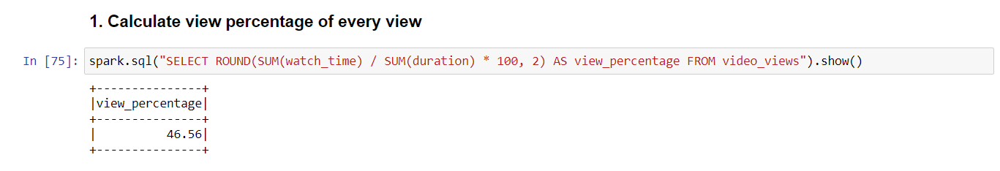 1. Calculate view percentage of every view
In [75]: spark.sql("SELECT ROUND(SUM(watch_time) / SUM(duration) * 100, 2) AS view_percentage FROM video_views").show()
+---------------+
|view_percentage|
+---------------+
|          46.56|
+---------------+